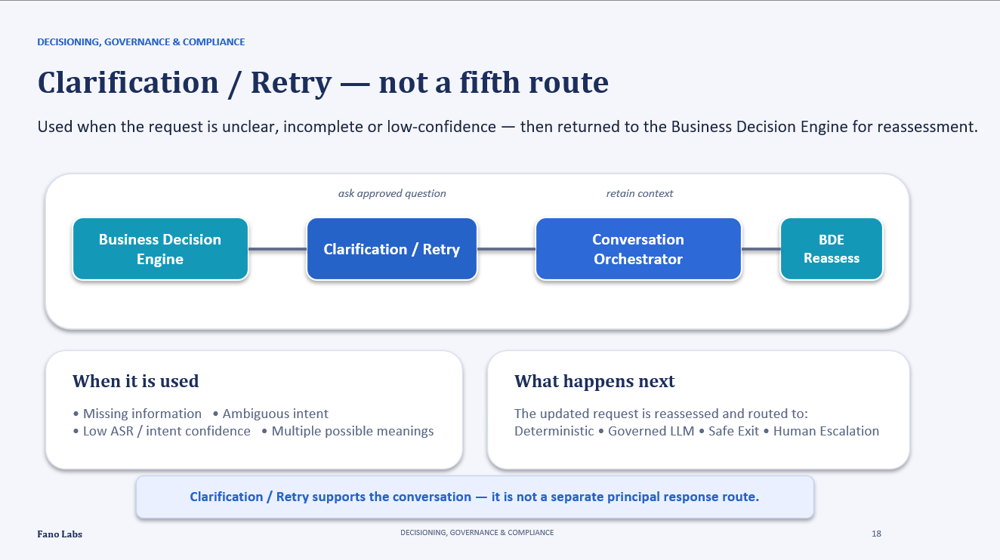 DECISIONING, GOVERNANCE & COMPLIANCE
Clarification / Retry — not a fifth route
Used when the request is unclear, incomplete or low-confidence — then returned to the Business Decision Engine for reassessment.
ask approved question
retain context
Business Decision
Engine
Clarification / Retry
Conversation
Orchestrator
BDE
Reassess
When it is used
• Missing information • Ambiguous intent
• Low ASR / intent confidence • Multiple possible meanings
What happens next
The updated request is reassessed and routed to:
Deterministic • Governed LLM • Safe Exit • Human Escalation
Clarification / Retry supports the conversation — it is not a separate principal response route.
Fano Labs
DECISIONING, GOVERNANCE & COMPLIANCE
18